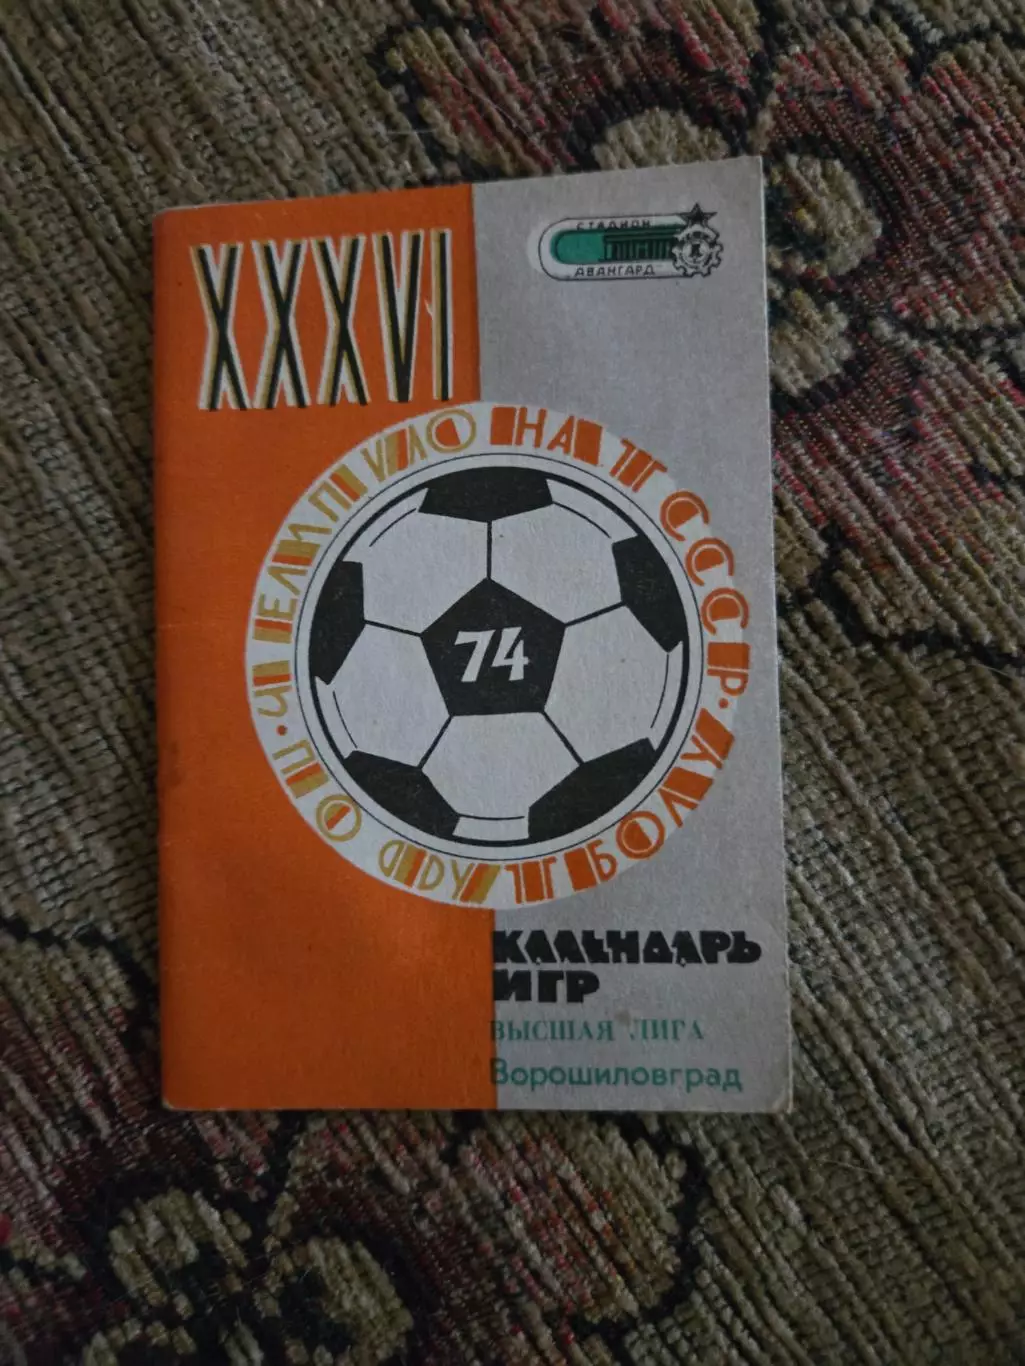 XXXVI
СТАДИОН
АВАНГАРД
ЧЕМПИОНАТ СССР · ПО ФУТБОЛУ ·
74
КАЛЕНДАРЬ
ИГР
ВЫСШАЯ ЛИГА
Ворошиловград